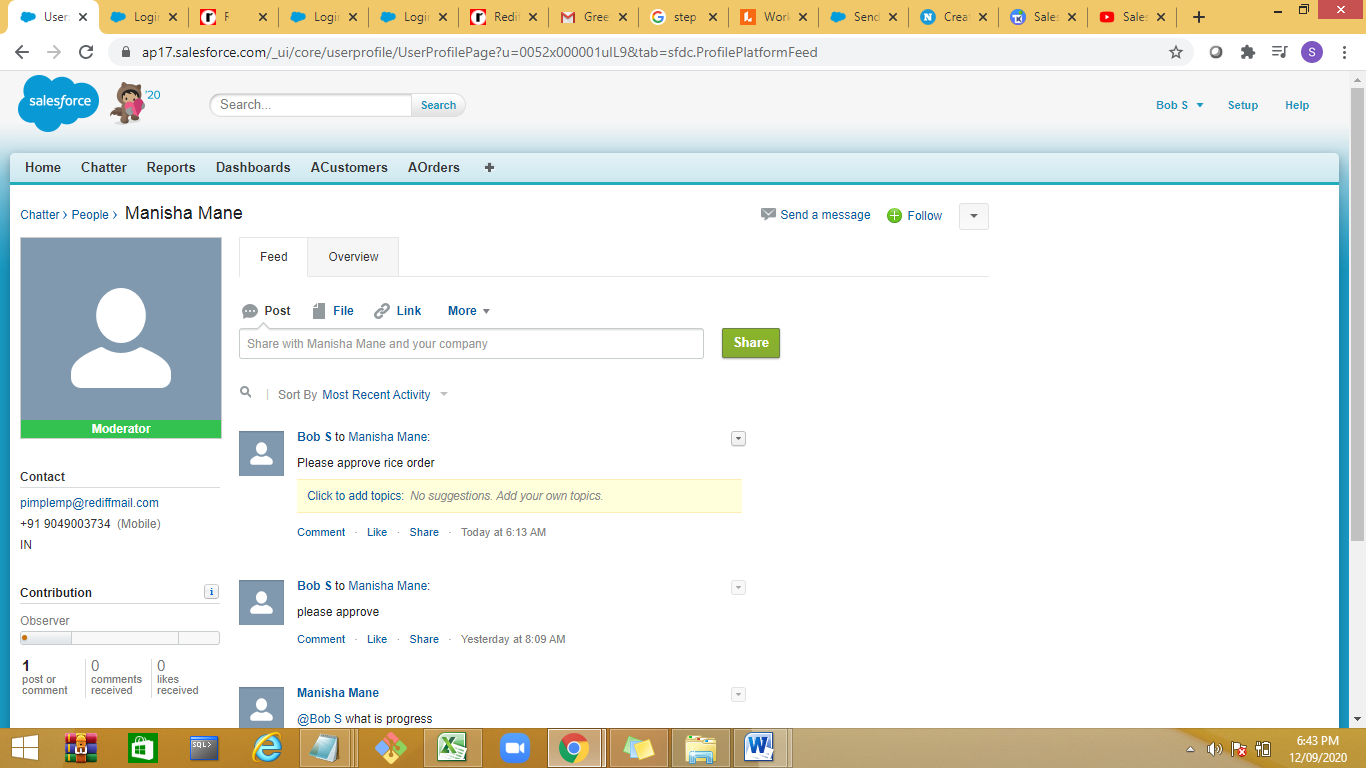 User
Login
F
Login
Login
Redif
Gree
step
Work
Send
Creat
Sales
Sales
ap17.salesforce.com/_ui/core/userprofile/UserProfilePage?u=0052x000001ulL9&tab=sfdc.ProfilePlatformFeed
S
salesforce
'20
Search...
Search
Bob S
Setup
Help
Home
Chatter
Reports
Dashboards
ACustomers
AOrders
Chatter › People › Manisha Mane
Send a message
Follow
Feed
Overview
Post
File
Link
More
Share with Manisha Mane and your company
Share
Sort By Most Recent Activity
Moderator
Contact
pimplemp@rediffmail.com
+91 9049003734 (Mobile)
IN
Contribution
i
Observer
1
post or
comment
0
comments
received
0
likes
received
Bob S to Manisha Mane:
Please approve rice order
Click to add topics: No suggestions. Add your own topics.
Comment · Like · Share · Today at 6:13 AM
Bob S to Manisha Mane:
please approve
Comment · Like · Share · Yesterday at 8:09 AM
Manisha Mane
@Bob S what is progress
SQL>
6:43 PM
12/09/2020